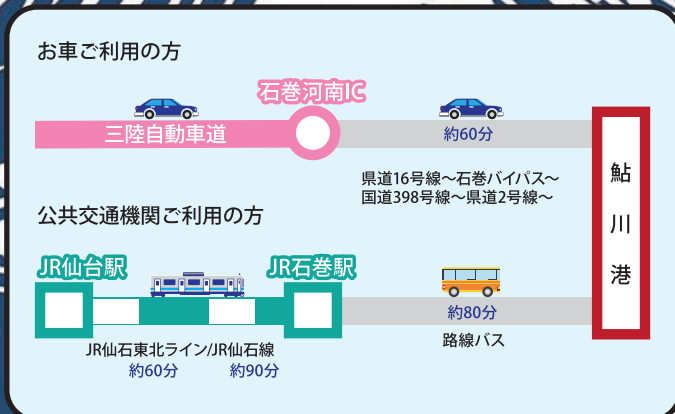 お車ご利用の方
石巻河南IC
三陸自動車道
約60分
県道16号線～石巻バイパス～
国道398号線～県道2号線～
鮎川港
公共交通機関ご利用の方
JR仙台駅
JR石巻駅
約80分
路線バス
JR仙石東北ライン/JR仙石線
約60分 約90分